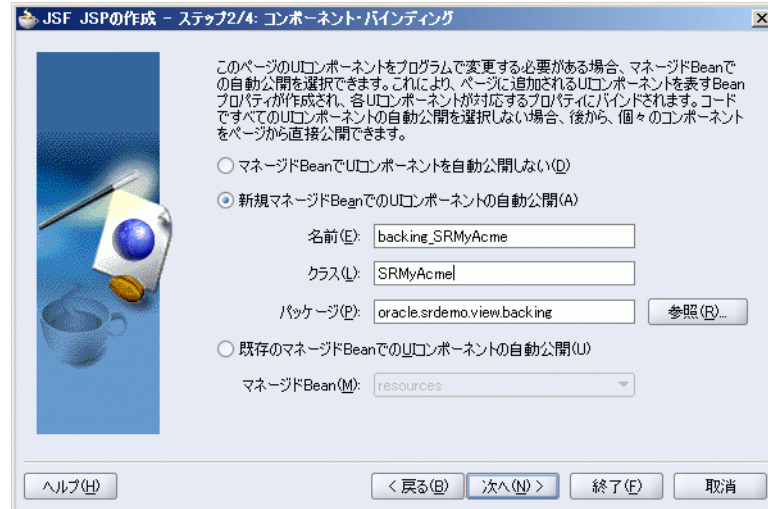 JSF JSPの作成 - ステップ2/4: コンポーネント・バインディング
このページのUIコンポーネントをプログラムで変更する必要がある場合、マネージドBeanで
の自動公開を選択できます。これにより、ページに追加されるUIコンポーネントを表すBean
プロパティが作成され、各UIコンポーネントが対応するプロパティにバインドされます。コード
ですべてのUIコンポーネントの自動公開を選択しない場合、後から、個々のコンポーネント
をページから直接公開できます。
マネージドBeanでUIコンポーネントを自動公開しない(D)
新規マネージドBeanでのUIコンポーネントの自動公開(A)
名前(E): backing_SRMyAcme
クラス(L): SRMyAcme
パッケージ(P): oracle.srdemo.view.backing 参照(R)...
既存のマネージドBeanでのUIコンポーネントの自動公開(U)
マネージドBean(M): resources
ヘルプ(H) < 戻る(B) 次へ(N) > 終了(F) 取消